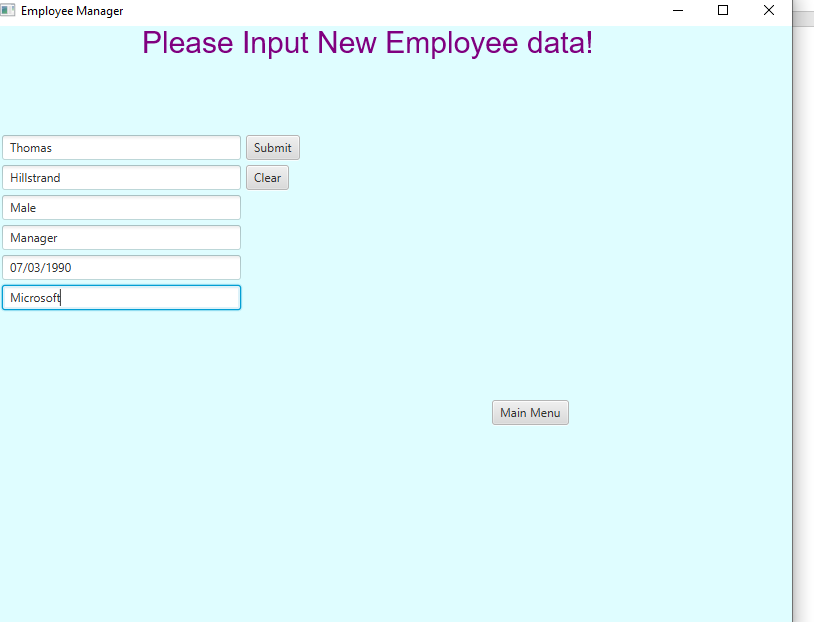 Employee Manager
Please Input New Employee data!
Thomas
Submit
Hillstrand
Clear
Male
Manager
07/03/1990
Microsoft
Main Menu